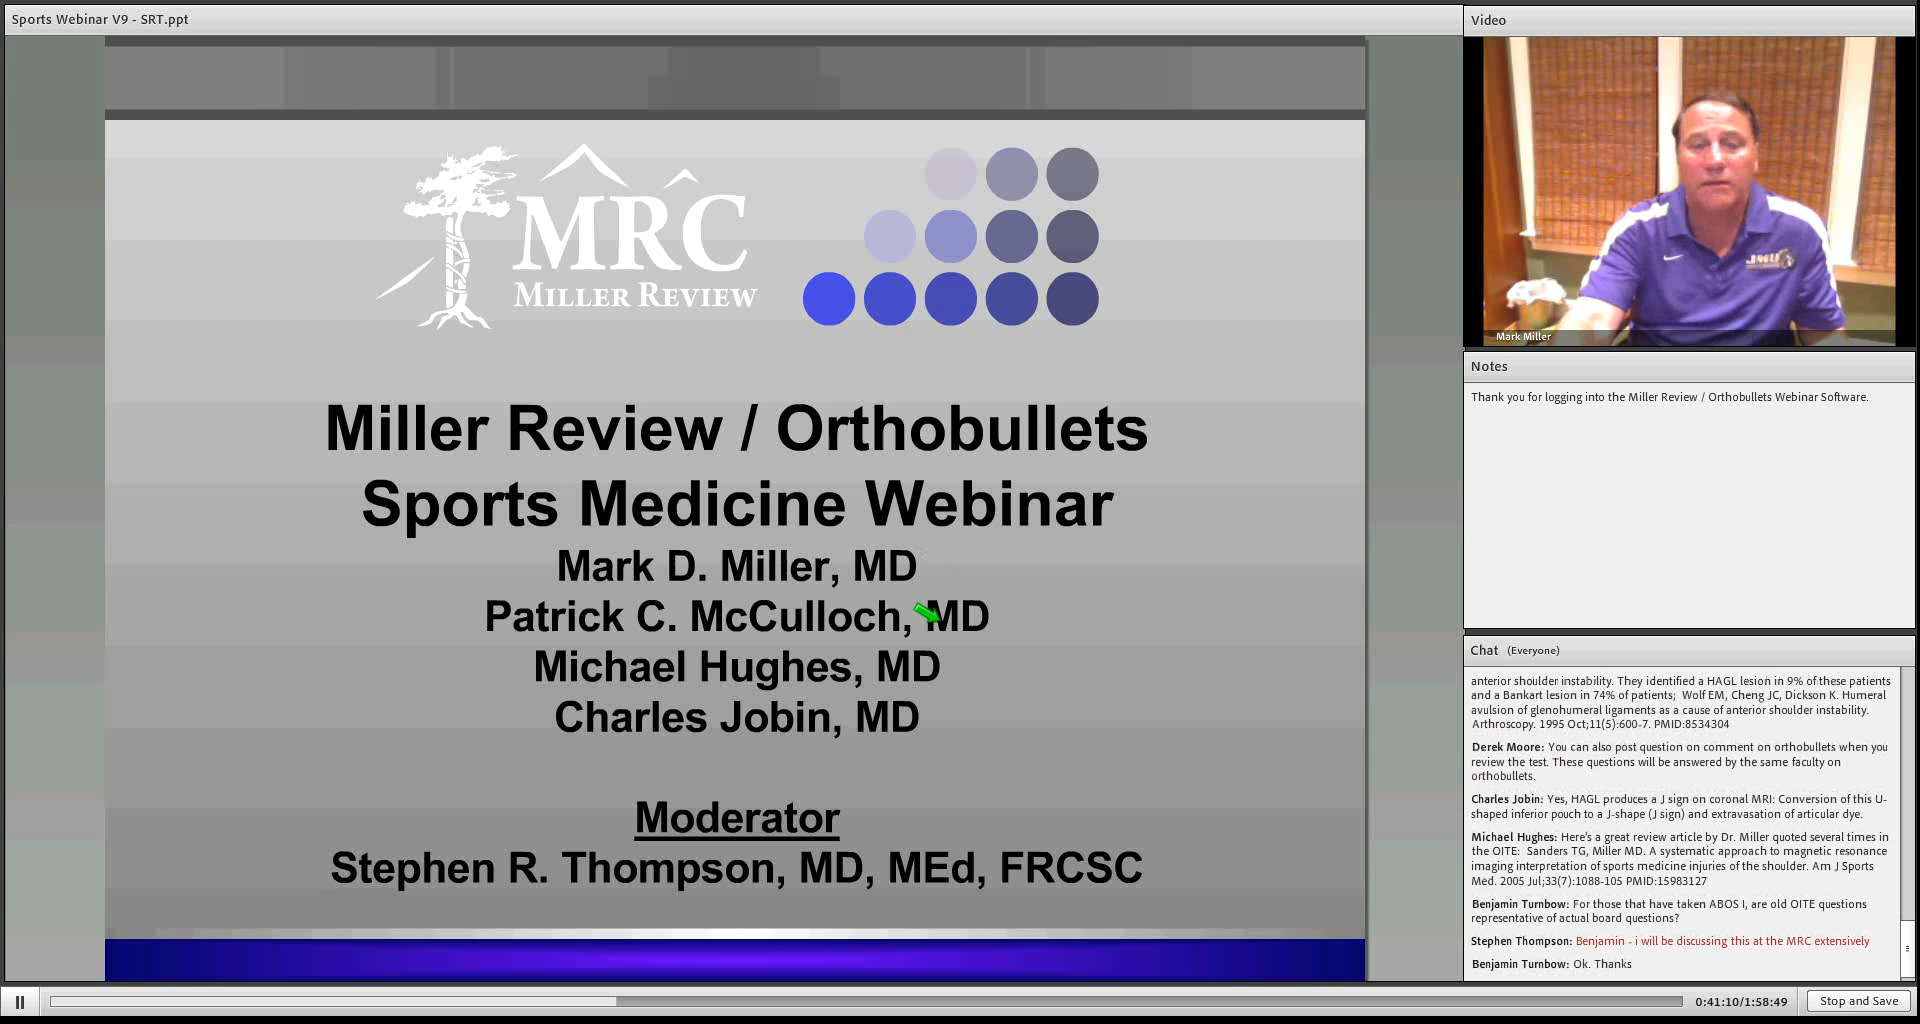 Sports Webinar V9 - SRT.ppt
MRC
MILLER REVIEW
Miller Review / Orthobullets
Sports Medicine Webinar
Mark D. Miller, MD
Patrick C. McCulloch, MD
Michael Hughes, MD
Charles Jobin, MD
Moderator
Stephen R. Thompson, MD, MEd, FRCSC
Video
JMU
Mark Miller
Notes
Thank you for logging into the Miller Review / Orthobullets Webinar Software.
Chat (Everyone)
anterior shoulder instability. They identified a HAGL lesion in 9% of these patients
and a Bankart lesion in 74% of patients; Wolf EM, Cheng JC, Dickson K. Humeral
avulsion of glenohumeral ligaments as a cause of anterior shoulder instability.
Arthroscopy. 1995 Oct;11(5):600-7. PMID:8534304
Derek Moore: You can also post question on comment on orthobullets when you
review the test. These questions will be answered by the same faculty on
orthobullets.
Charles Jobin: Yes, HAGL produces a J sign on coronal MRI: Conversion of this U-
shaped inferior pouch to a J-shape (J sign) and extravasation of articular dye.
Michael Hughes: Here's a great review article by Dr. Miller quoted several times in
the OITE: Sanders TG, Miller MD. A systematic approach to magnetic resonance
imaging interpretation of sports medicine injuries of the shoulder. Am J Sports
Med. 2005 Jul;33(7):1088-105 PMID:15983127
Benjamin Turnbow: For those that have taken ABOS I, are old OITE questions
representative of actual board questions?
Stephen Thompson: Benjamin - i will be discussing this at the MRC extensively
Benjamin Turnbow: Ok. Thanks
0:41:10/1:58:49
Stop and Save